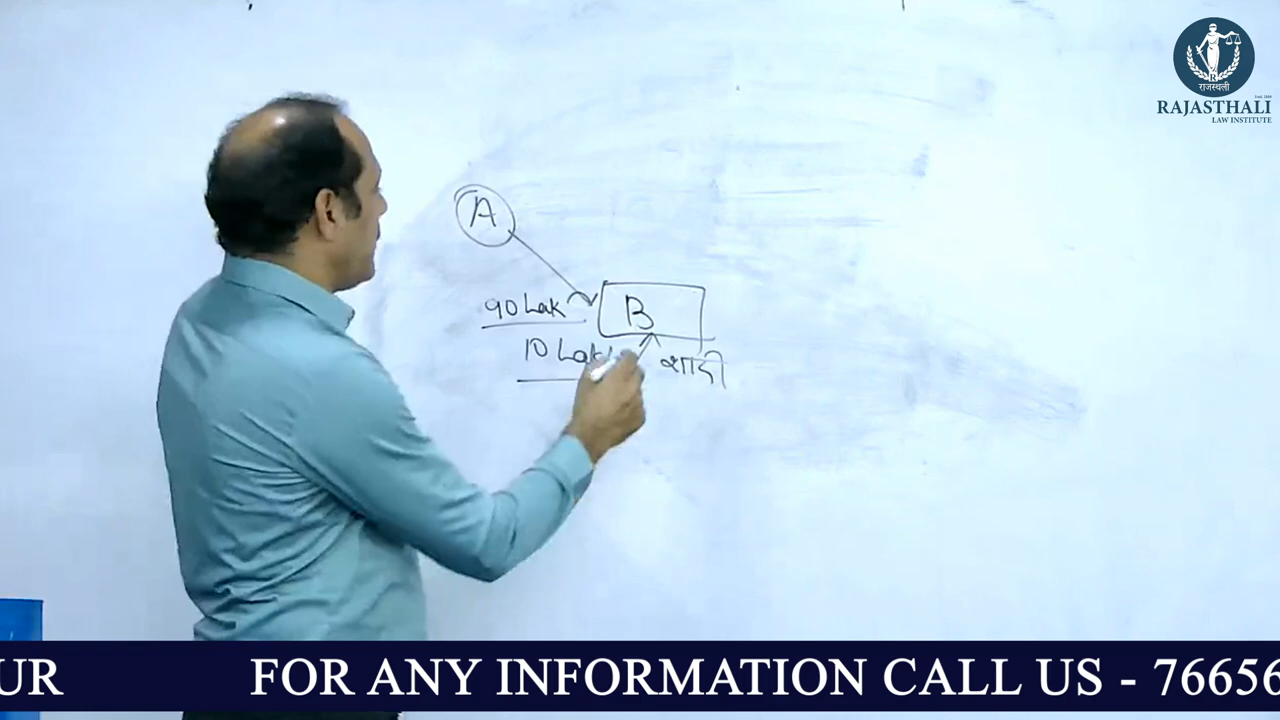 राजस्थली
RAJASTHALI
LAW INSTITUTE
A
90 Lak
B
10 Lak
शादी
UR FOR ANY INFORMATION CALL US - 76656